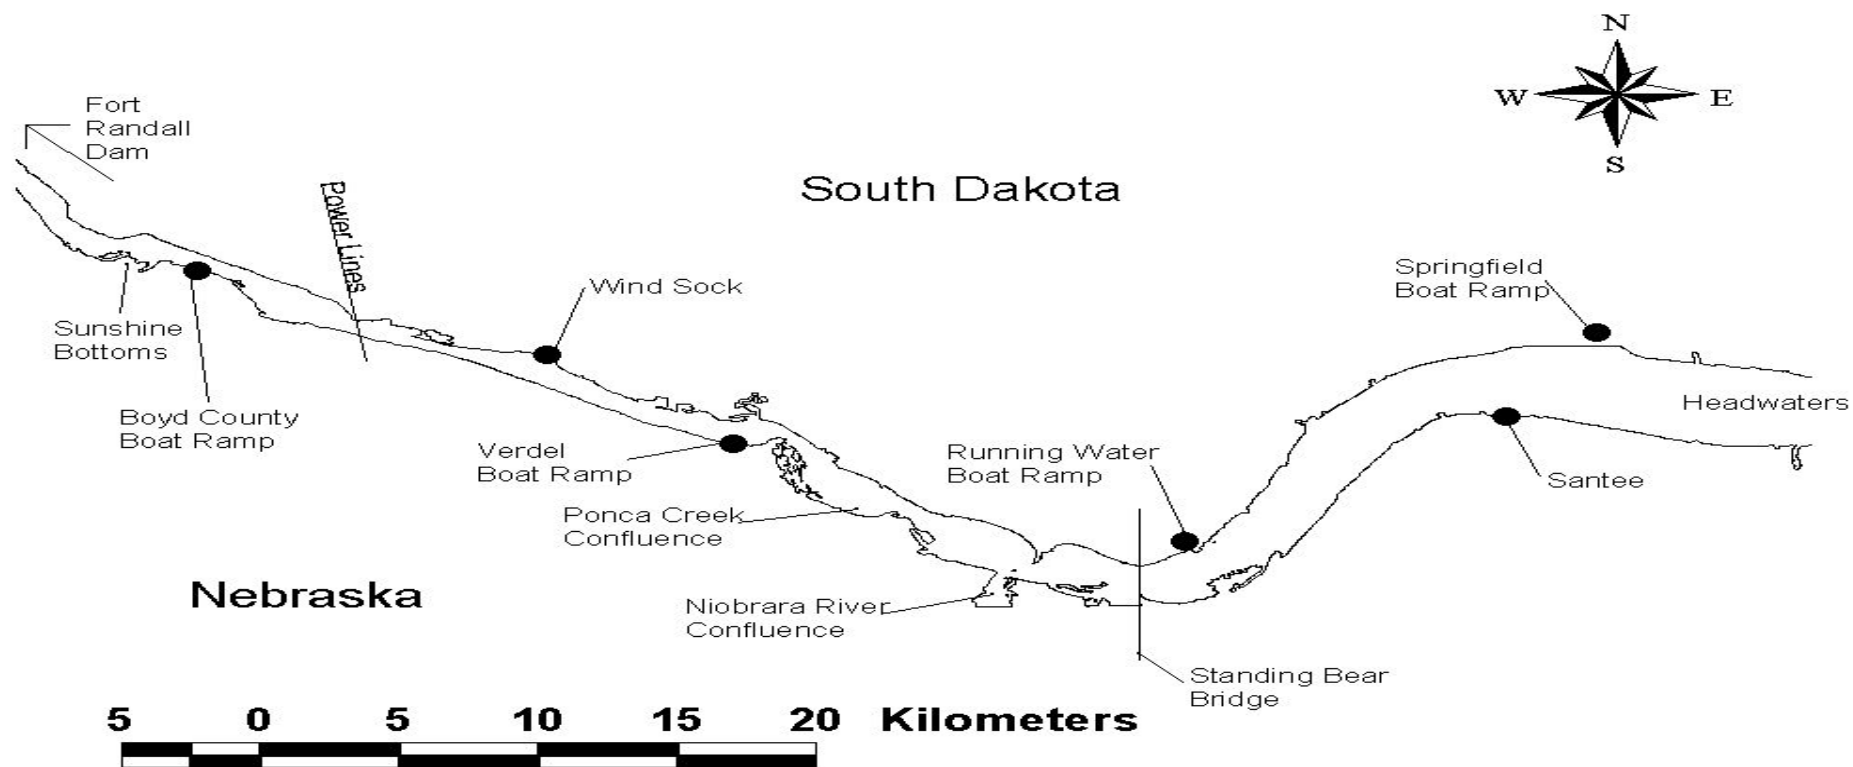 N
Fort
Randall
Dam
W
E
S
South Dakota
Power Lines
Springfield
Boat Ramp
Wind Sock
Sunshine
Bottoms
Headwaters
Boyd County
Boat Ramp
Verdel
Boat Ramp
Running Water
Boat Ramp
Santee
Ponca Creek
Confluence
Nebraska
Niobrara River
Confluence
Standing Bear
Bridge
5 0 5 10 15 20 Kilometers